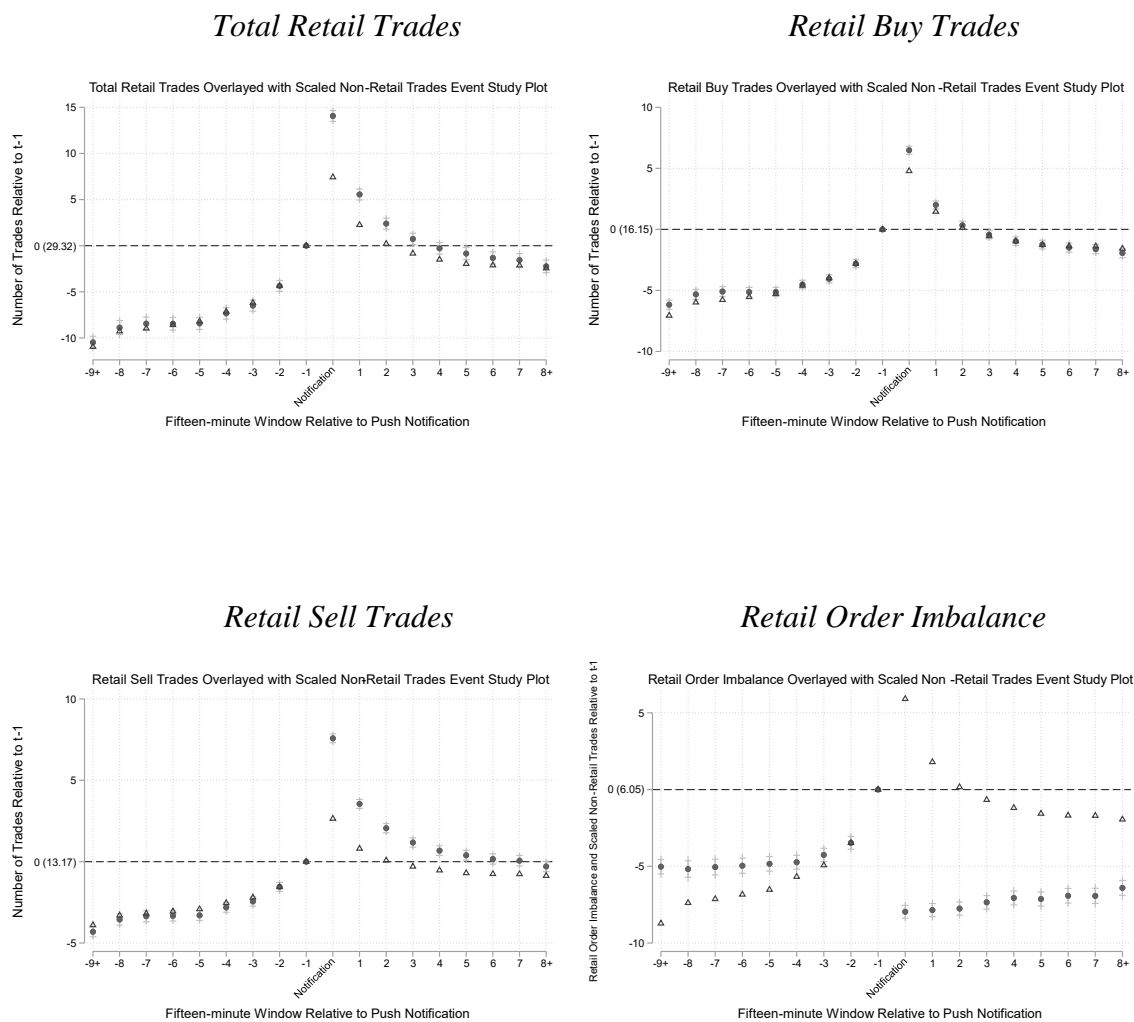 Total Retail Trades
Total Retail Trades Overlayed with Scaled Non-Retail Trades Event Study Plot
Number of Trades Relative to t-1
15
10
5
0 (29.32)
-5
-10
-9+ -8 -7 -6 -5 -4 -3 -2 -1 Notification 1 2 3 4 5 6 7 8+
Fifteen-minute Window Relative to Push Notification
Retail Buy Trades
Retail Buy Trades Overlayed with Scaled Non -Retail Trades Event Study Plot
Number of Trades Relative to t-1
10
5
0 (16.15)
-5
-10
-9+ -8 -7 -6 -5 -4 -3 -2 -1 Notification 1 2 3 4 5 6 7 8+
Fifteen-minute Window Relative to Push Notification
Retail Sell Trades
Retail Sell Trades Overlayed with Scaled Non-Retail Trades Event Study Plot
Number of Trades Relative to t-1
10
5
0 (13.17)
-5
-9+ -8 -7 -6 -5 -4 -3 -2 -1 Notification 1 2 3 4 5 6 7 8+
Fifteen-minute Window Relative to Push Notification
Retail Order Imbalance
Retail Order Imbalance Overlayed with Scaled Non -Retail Trades Event Study Plot
Retail Order Imbalance and Scaled Non-Retail Trades Relative to t-1
5
0 (6.05)
-5
-10
-9+ -8 -7 -6 -5 -4 -3 -2 -1 Notification 1 2 3 4 5 6 7 8+
Fifteen-minute Window Relative to Push Notification